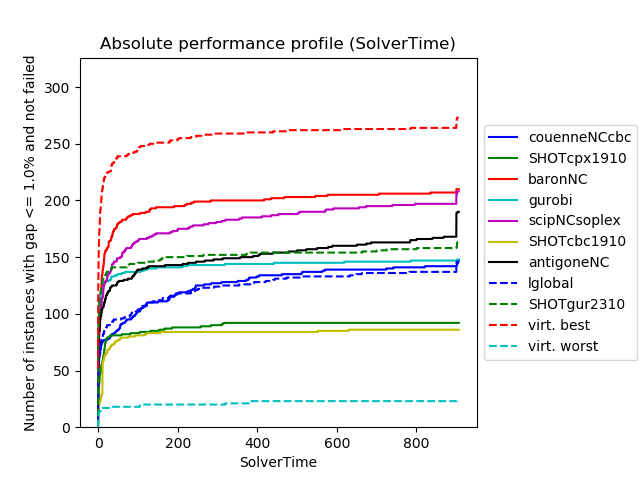 Absolute performance profile (SolverTime)
Number of instances with gap <= 1.0% and not failed
300
250
200
150
100
50
0
0 200 400 600 800
SolverTime
couenneNCcbc
SHOTcpx1910
baronNC
gurobi
scipNCsoplex
SHOTcbc1910
antigoneNC
lglobal
SHOTgur2310
virt. best
virt. worst